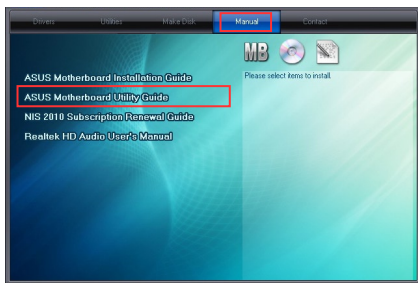 Drivers Utilities Make Disk Manual Contact
MB
Please select items to install.
ASUS Motherboard Installation Guide
ASUS Motherboard Utility Guide
NIS 2010 Subscription Renewal Guide
Realtek HD Audio User's Manual